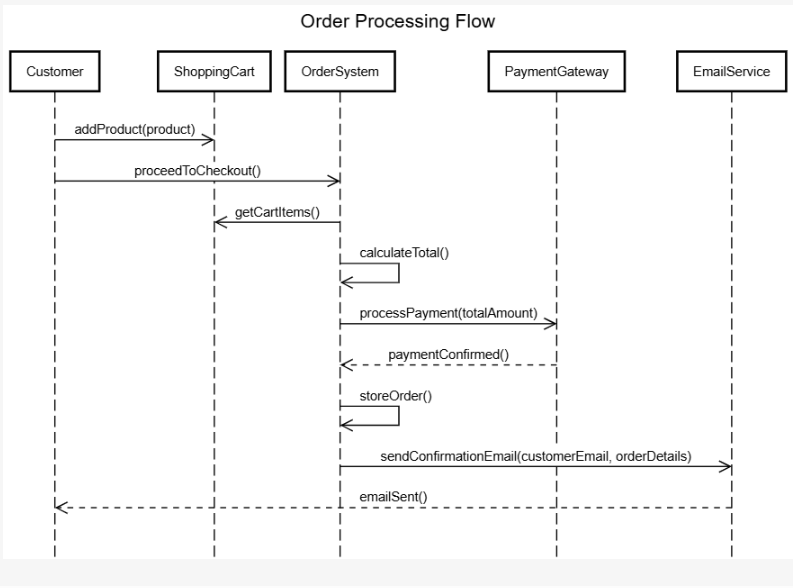 Order Processing Flow
Customer
ShoppingCart
OrderSystem
PaymentGateway
EmailService
addProduct(product)
proceedToCheckout()
getCartItems()
calculateTotal()
processPayment(totalAmount)
paymentConfirmed()
storeOrder()
sendConfirmationEmail(customerEmail, orderDetails)
emailSent()